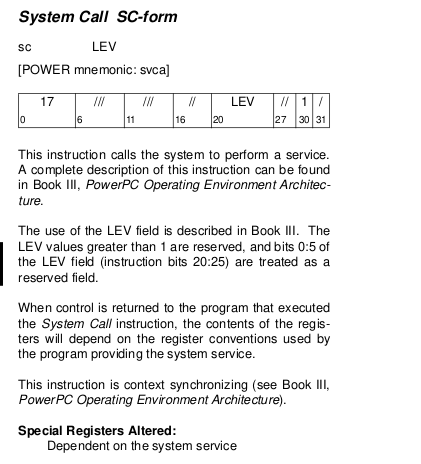 System Call SC-form
sc LEV
[POWER mnemonic: svca]
17 /// /// // LEV // 1 /
0 6 11 16 20 27 30 31
This instruction calls the system to perform a service.
A complete description of this instruction can be found
in Book III, PowerPC Operating Environment Architec-
ture.
The use of the LEV field is described in Book III. The
LEV values greater than 1 are reserved, and bits 0:5 of
the LEV field (instruction bits 20:25) are treated as a
reserved field.
When control is returned to the program that executed
the System Call instruction, the contents of the regis-
ters will depend on the register conventions used by
the program providing the system service.
This instruction is context synchronizing (see Book III,
PowerPC Operating Environment Architecture).
Special Registers Altered:
Dependent on the system service